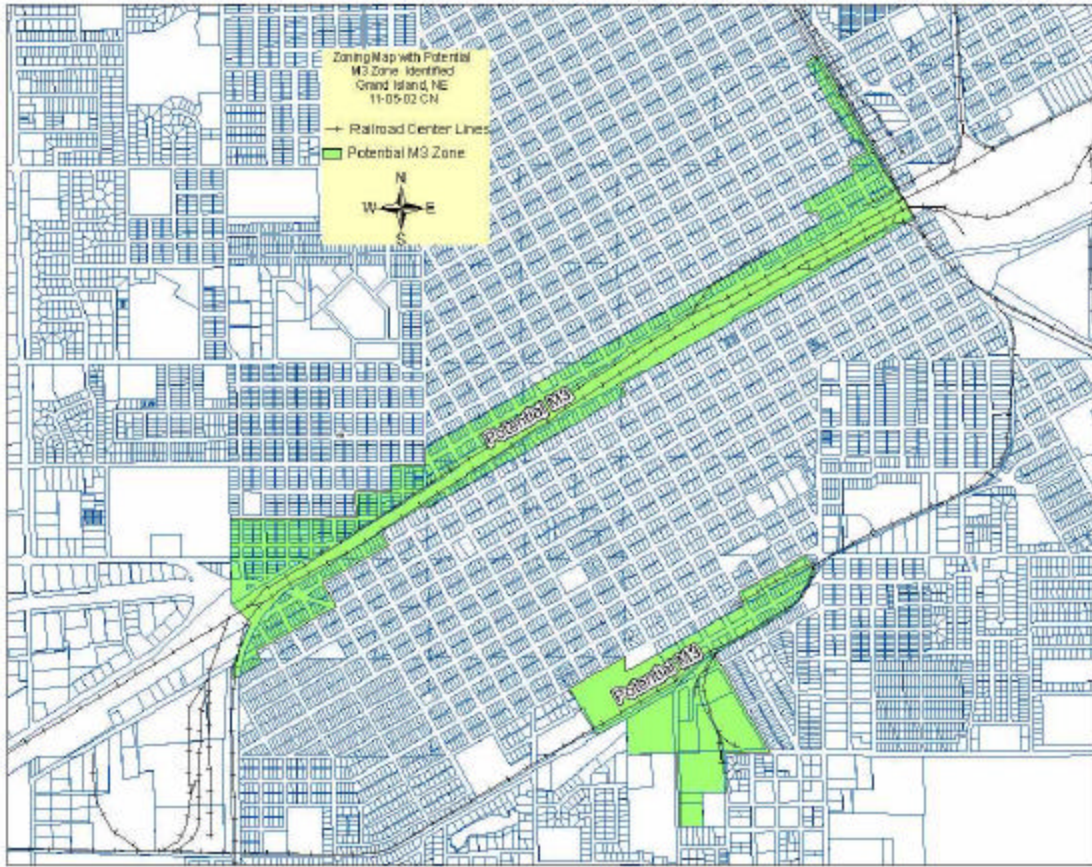 Zoning Map with Potential
M3 Zone Identified
Grand Island, NE
11-05-02 CN
Railroad Center Lines
Potential M3 Zone
N
W E
S
Potential M3
Potential M3